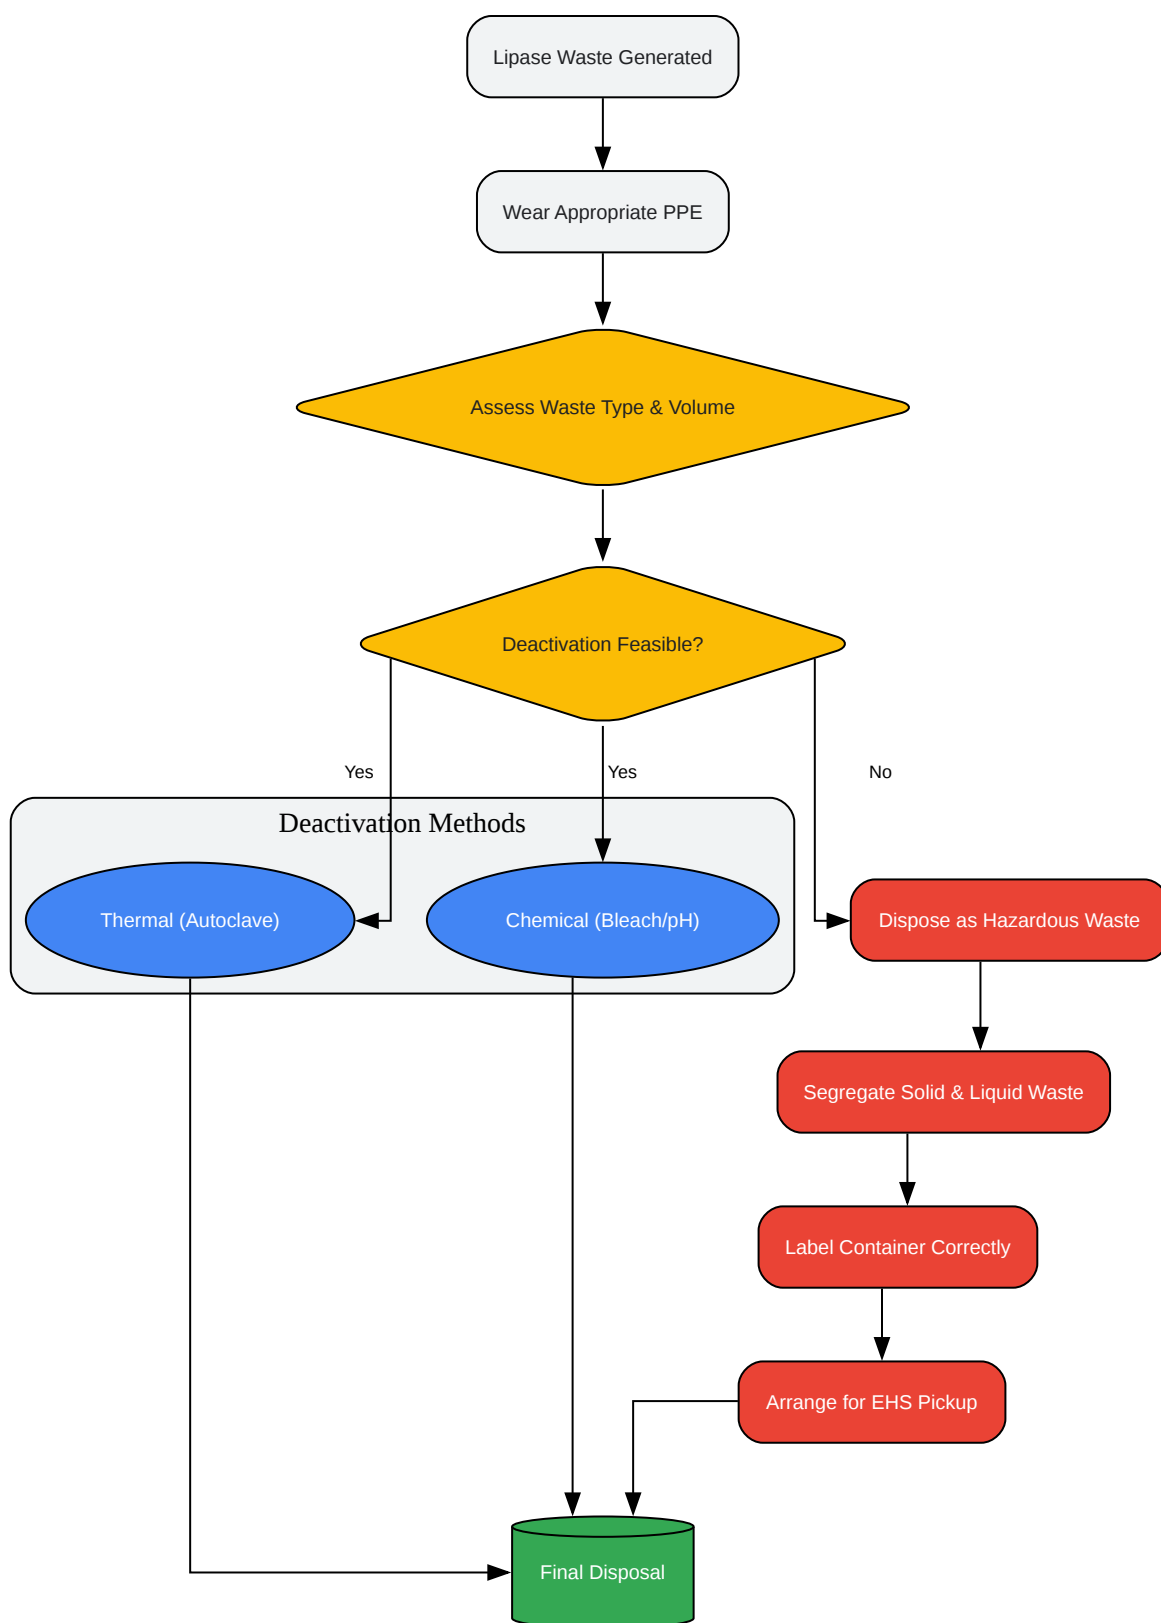 Lipase Waste Generated
Wear Appropriate PPE
Assess Waste Type & Volume
Deactivation Feasible?
Yes
Yes
No
Deactivation Methods
Thermal (Autoclave)
Chemical (Bleach/pH)
Dispose as Hazardous Waste
Segregate Solid & Liquid Waste
Label Container Correctly
Arrange for EHS Pickup
Final Disposal